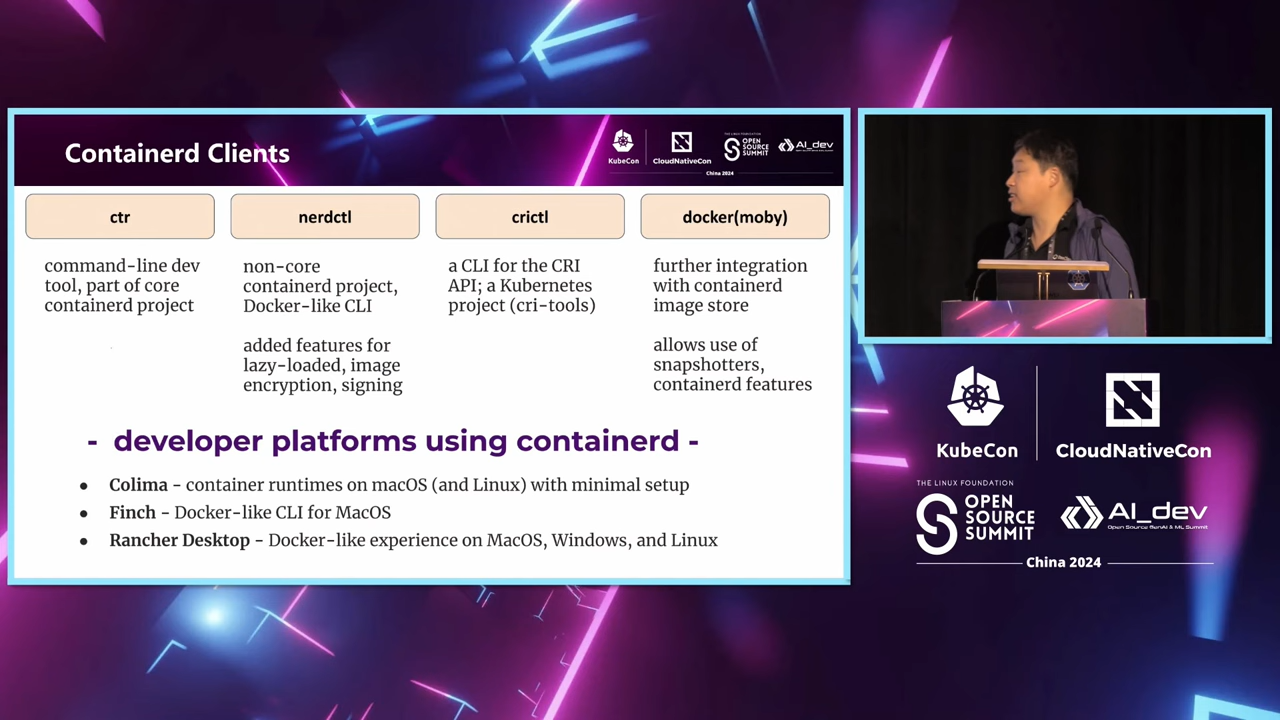 Containerd Clients
KubeCon
CloudNativeCon
THE LINUX FOUNDATION
OPEN
SOURCE
SUMMIT
AI_dev
China 2024
ctr
nerdctl
crictl
docker(moby)
command-line dev
tool, part of core
containerd project
non-core
containerd project,
Docker-like CLI
added features for
lazy-loaded, image
encryption, signing
a CLI for the CRI
API; a Kubernetes
project (cri-tools)
further integration
with containerd
image store
allows use of
snapshotters,
containerd features
- developer platforms using containerd -
● Colima - container runtimes on macOS (and Linux) with minimal setup
● Finch - Docker-like CLI for MacOS
● Rancher Desktop - Docker-like experience on MacOS, Windows, and Linux
KubeCon
CloudNativeCon
THE LINUX FOUNDATION
OPEN
SOURCE
SUMMIT
AI_dev
Open Source GenAI & ML Summit
China 2024